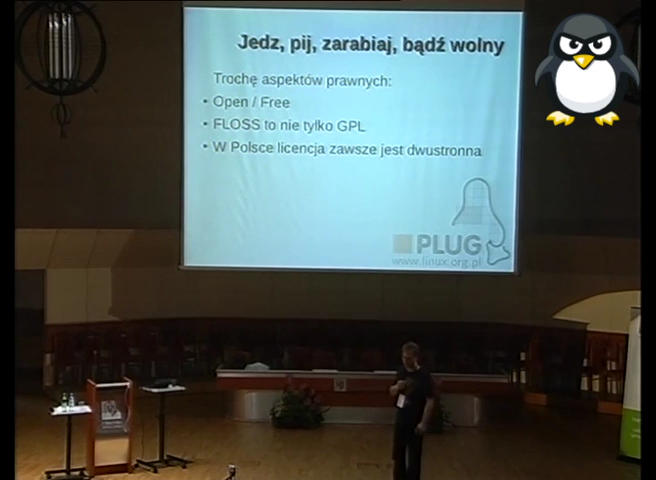 Jedz, pij, zarabiaj, bądź wolny
Trochę aspektów prawnych:
• Open / Free
• FLOSS to nie tylko GPL
• W Polsce licencja zawsze jest dwustronna
PLUG
www.linux.org.pl